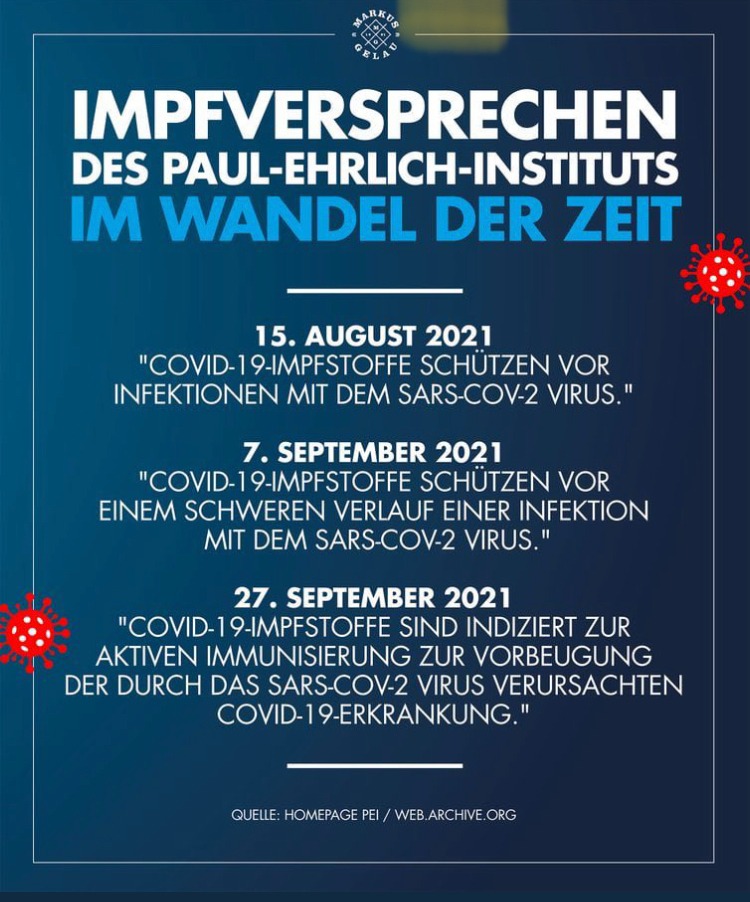 MARKUS
M
G
GELAU
IMPFVERSPRECHEN
DES PAUL-EHRLICH-INSTITUTS
IM WANDEL DER ZEIT
15. AUGUST 2021
"COVID-19-IMPFSTOFFE SCHÜTZEN VOR
INFEKTIONEN MIT DEM SARS-COV-2 VIRUS."
7. SEPTEMBER 2021
"COVID-19-IMPFSTOFFE SCHÜTZEN VOR
EINEM SCHWEREN VERLAUF EINER INFEKTION
MIT DEM SARS-COV-2 VIRUS."
27. SEPTEMBER 2021
"COVID-19-IMPFSTOFFE SIND INDIZIERT ZUR
AKTIVEN IMMUNISIERUNG ZUR VORBEUGUNG
DER DURCH DAS SARS-COV-2 VIRUS VERURSACHTEN
COVID-19-ERKRANKUNG."
QUELLE: HOMEPAGE PEI / WEB.ARCHIVE.ORG